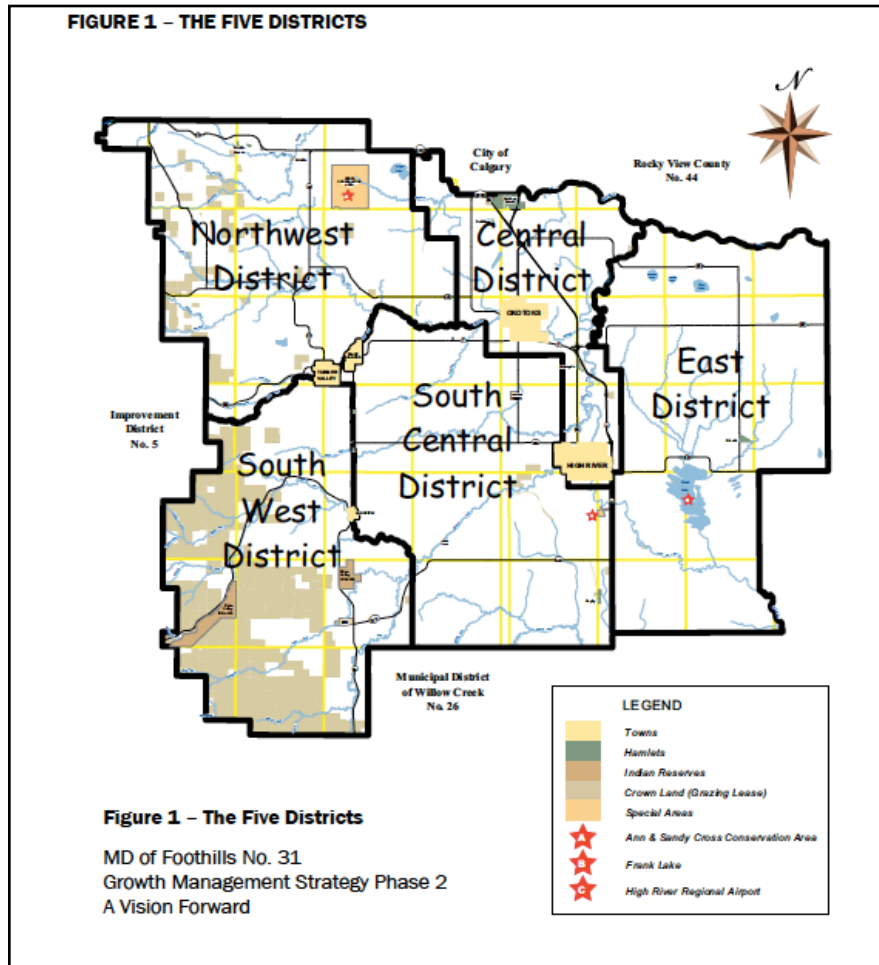 FIGURE 1 – THE FIVE DISTRICTS
N
City of
Calgary
Rocky View County
No. 44
Northwest
District
Central
District
OKOTOKS
East
District
TURNER
VALLEY
Improvement
District
No. 5
South
Central
District
HIGH RIVER
South
West
District
Municipal District
of Willow Creek
No. 26
LEGEND
Towns
Hamlets
Indian Reserves
Crown Land (Grazing Lease)
Special Areas
A Ann & Sandy Cross Conservation Area
B Frank Lake
C High River Regional Airport
Figure 1 – The Five Districts
MD of Foothills No. 31
Growth Management Strategy Phase 2
A Vision Forward